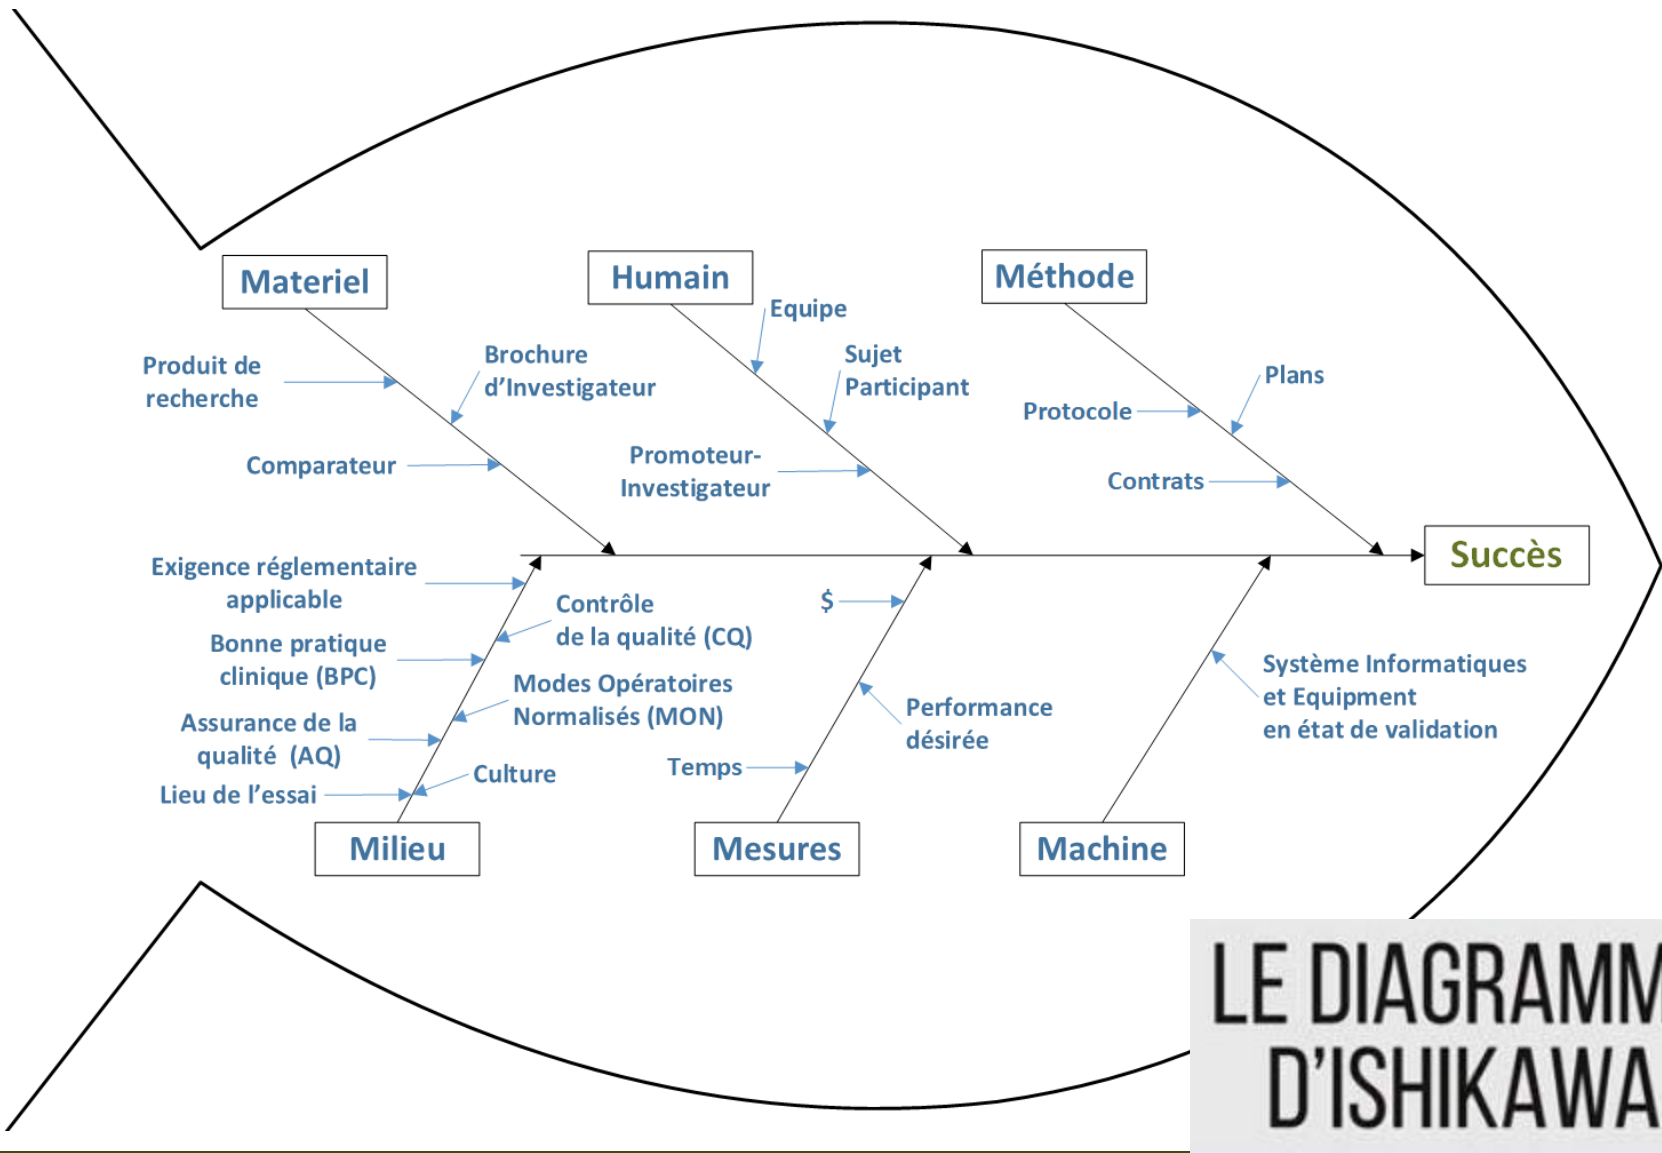 Materiel
Humain
Méthode
Equipe
Produit de
recherche
Brochure
d'Investigateur
Sujet
Participant
Plans
Protocole
Comparateur
Promoteur-
Investigateur
Contrats
Succès
Exigence réglementaire
applicable
Contrôle
de la qualité (CQ)
$
Bonne pratique
clinique (BPC)
Modes Opératoires
Normalisés (MON)
Système Informatiques
et Equipment
en état de validation
Assurance de la
qualité (AQ)
Performance
désirée
Temps
Culture
Lieu de l'essai
Milieu
Mesures
Machine
LE DIAGRAMM
D'ISHIKAWA